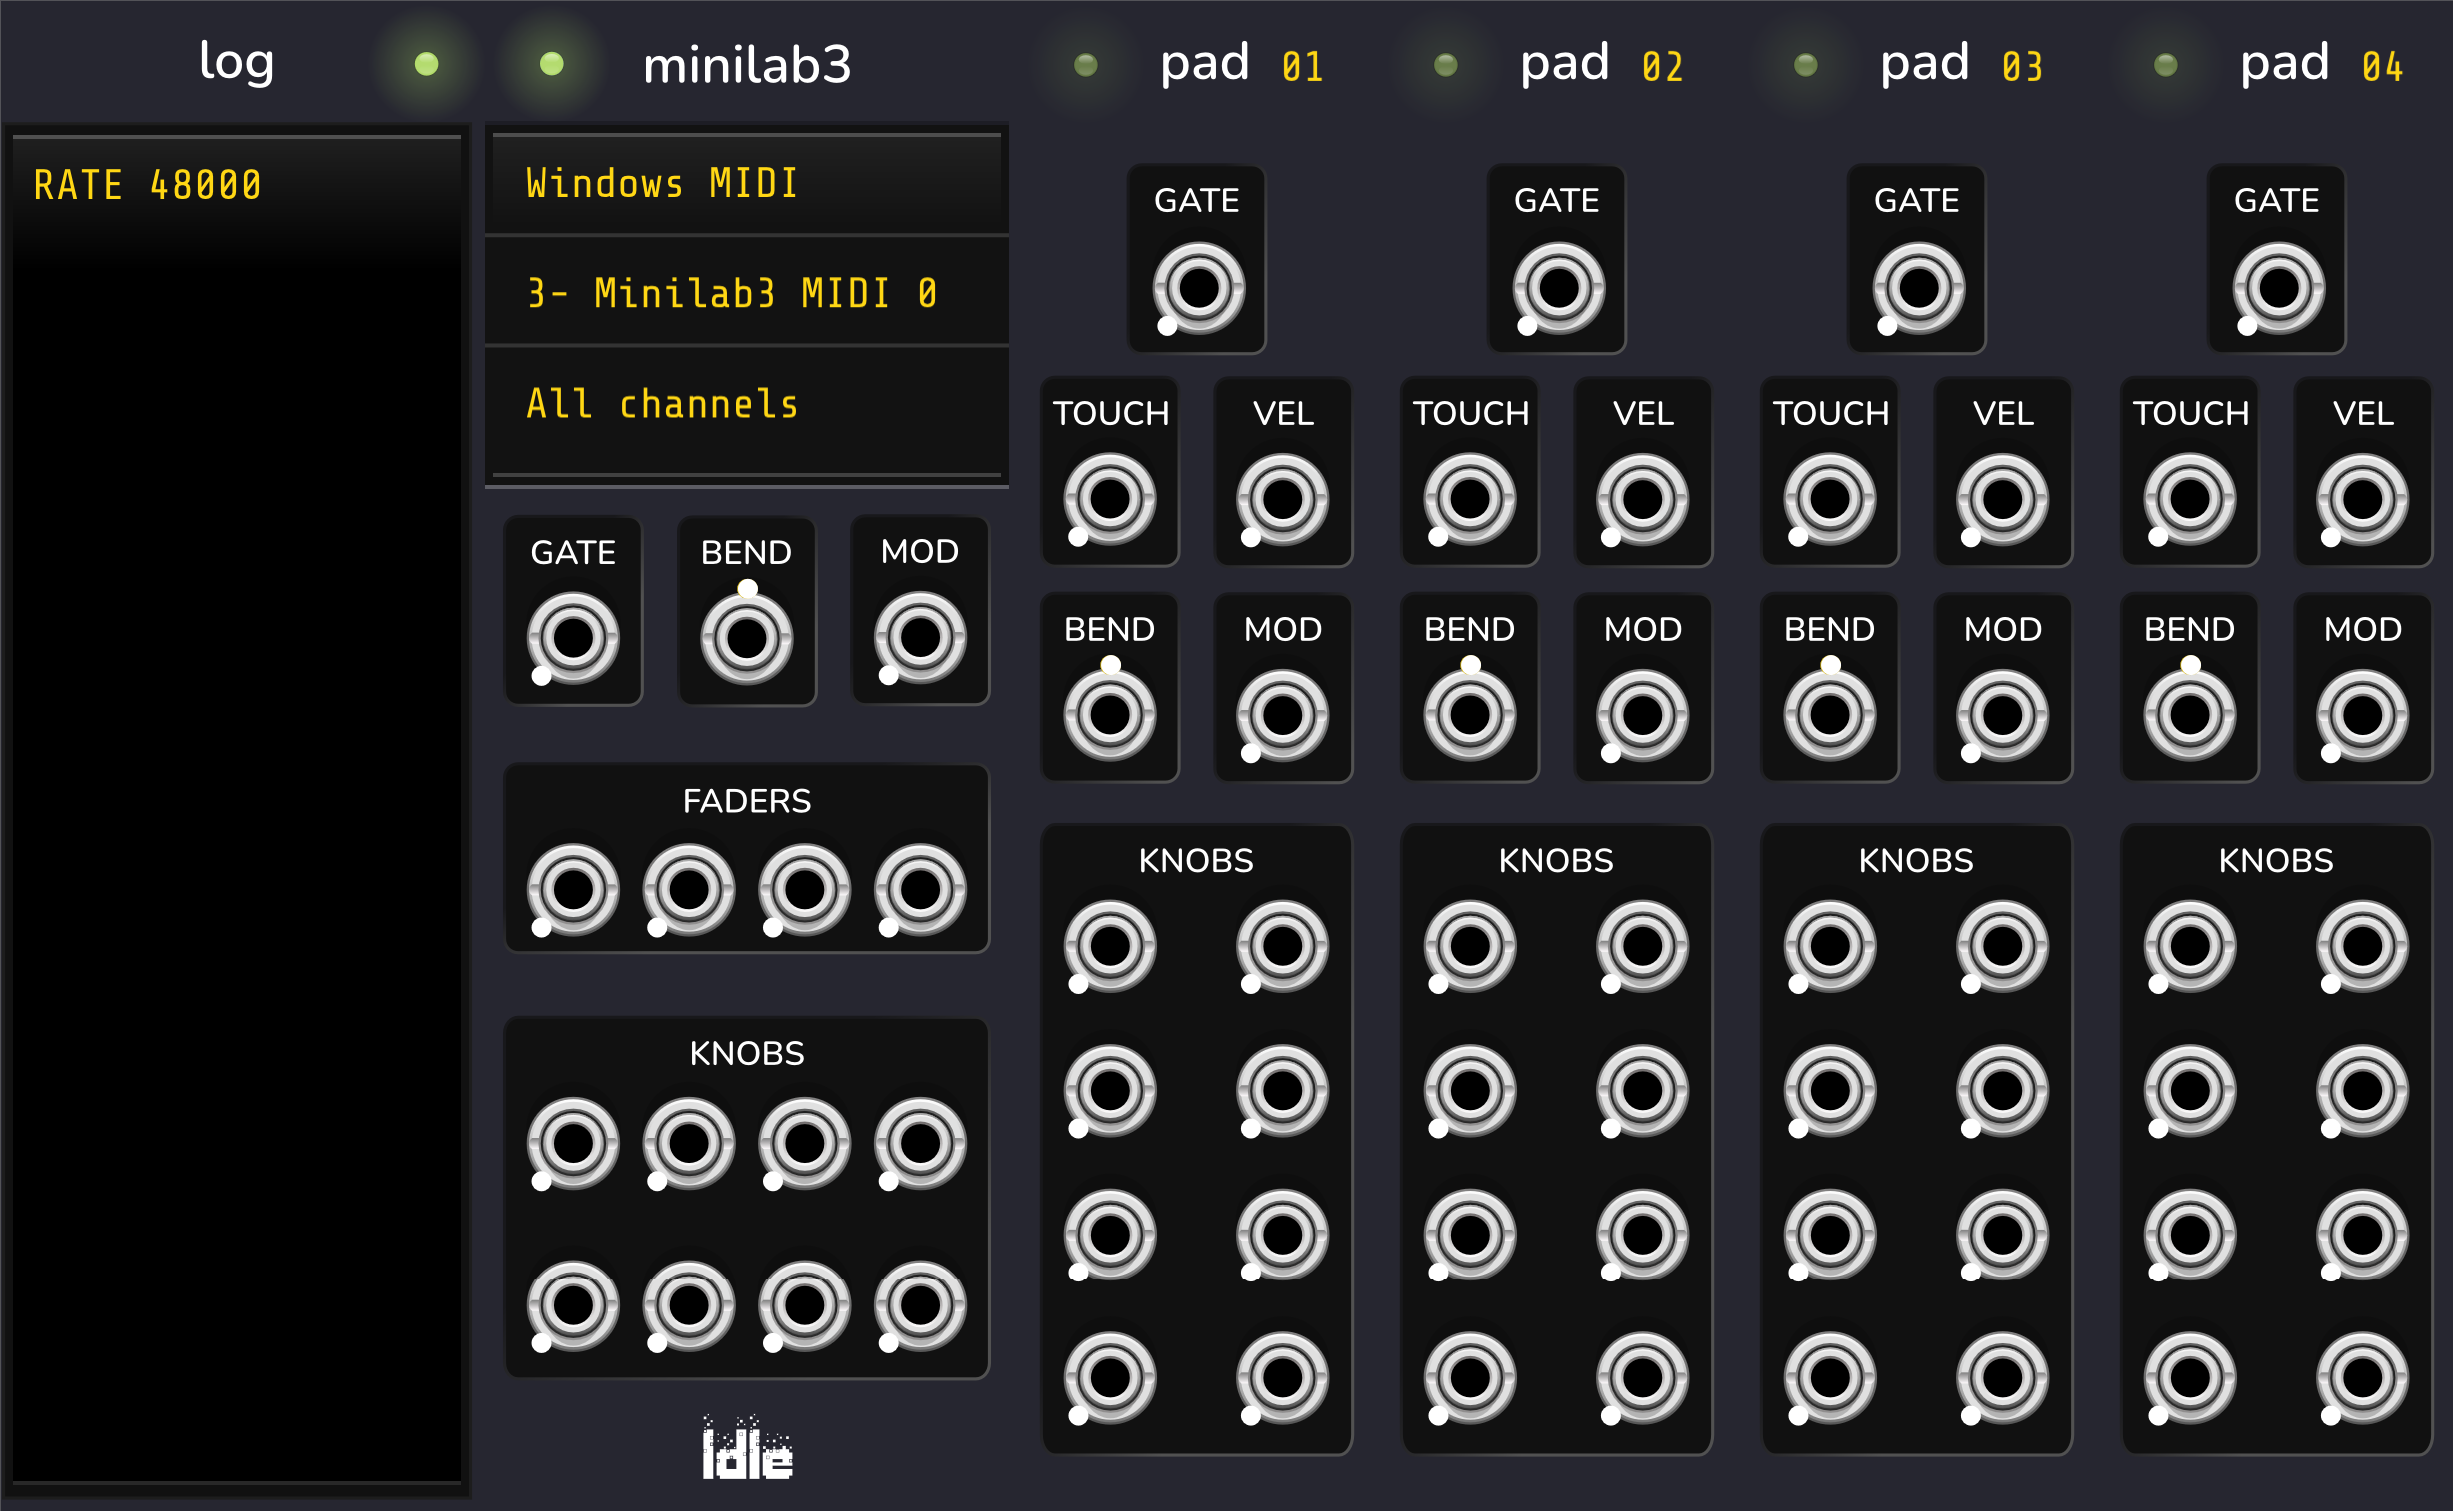 log
minilab3
pad 01
pad 02
pad 03
pad 04
RATE 48000
Windows MIDI
3- Minilab3 MIDI 0
All channels
GATE
BEND
MOD
FADERS
KNOBS
Idle
GATE
TOUCH
VEL
BEND
MOD
KNOBS
GATE
TOUCH
VEL
BEND
MOD
KNOBS
GATE
TOUCH
VEL
BEND
MOD
KNOBS
GATE
TOUCH
VEL
BEND
MOD
KNOBS